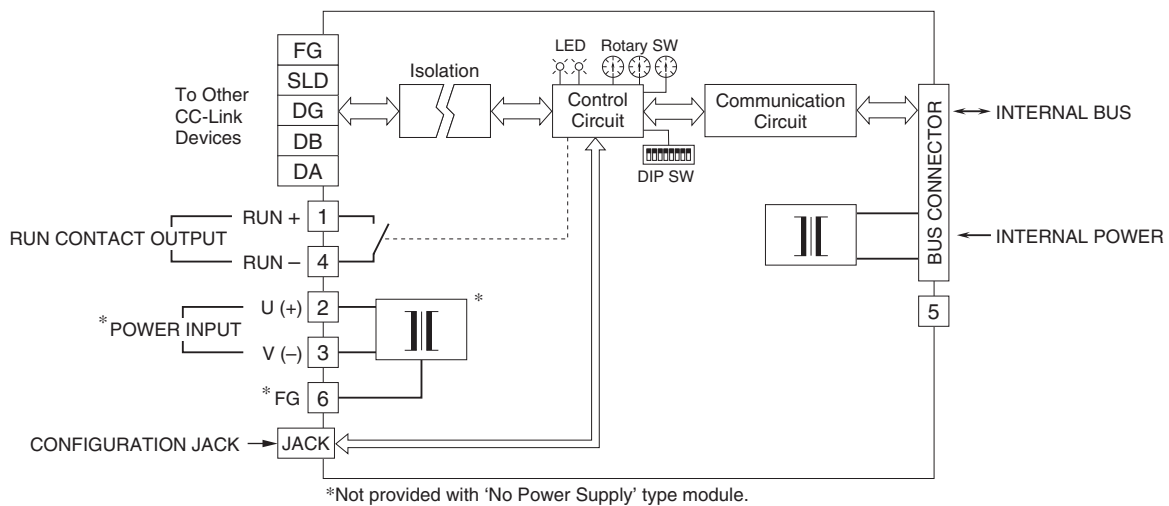 FG
SLD
DG
DB
DA
To Other
CC-Link
Devices
Isolation
LED
Rotary SW
Control
Circuit
DIP SW
Communication
Circuit
BUS CONNECTOR
INTERNAL BUS
INTERNAL POWER
5
RUN CONTACT OUTPUT
RUN +
1
RUN –
4
*POWER INPUT
U (+)
2
V (–)
3
*
*FG
6
CONFIGURATION JACK
JACK
*Not provided with ‘No Power Supply’ type module.